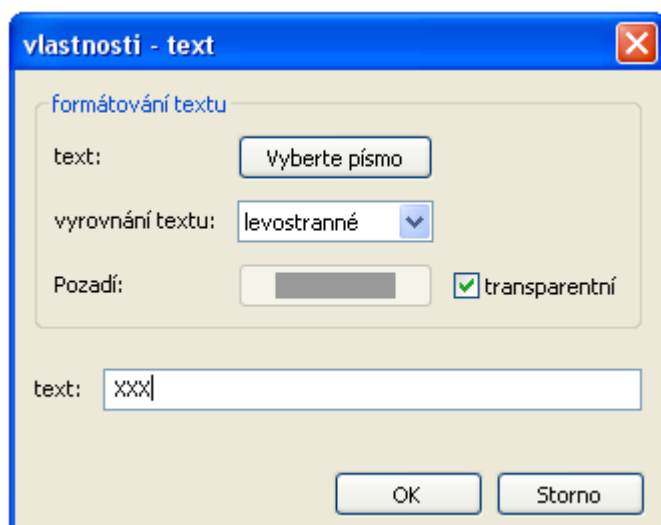 vlastnosti - text
formátování textu
text: Vyberte písmo
vyrovnání textu: levostranné
Pozadí: transparentní
text: XXX
OK Storno